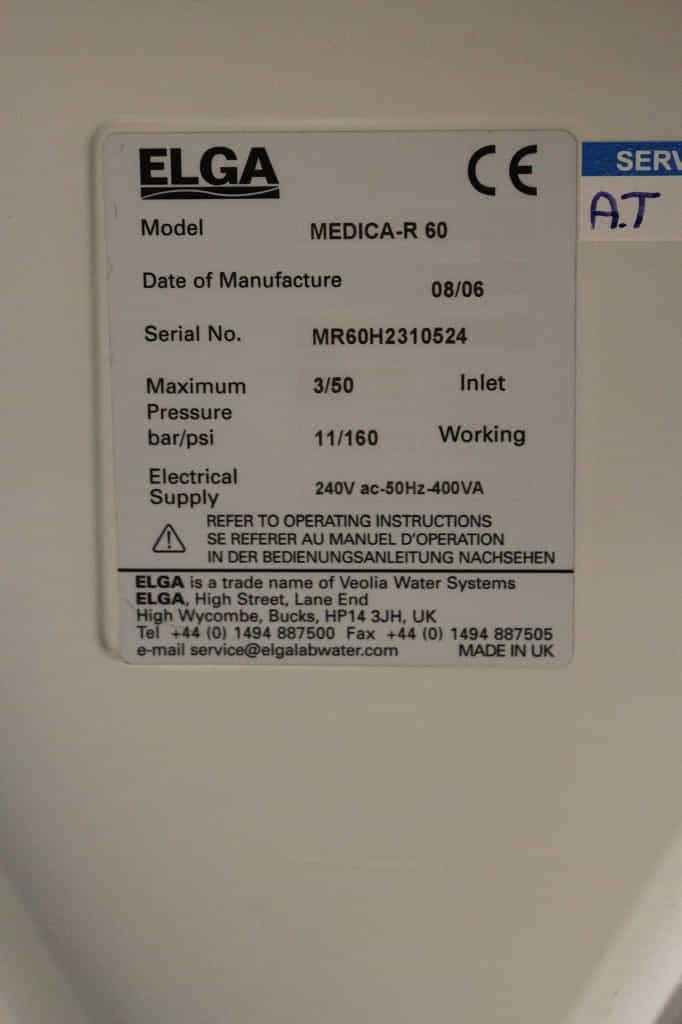 ELGA CE
Model MEDICA-R 60
Date of Manufacture 08/06
Serial No. MR60H2310524
Maximum 3/50 Inlet
Pressure
bar/psi 11/160 Working
Electrical
Supply 240V ac-50Hz-400VA
REFER TO OPERATING INSTRUCTIONS
SE REFERER AU MANUEL D'OPERATION
IN DER BEDIENUNGSANLEITUNG NACHSEHEN
ELGA is a trade name of Veolia Water Systems
ELGA, High Street, Lane End
High Wycombe, Bucks, HP14 3JH, UK
Tel +44 (0) 1494 887500 Fax +44 (0) 1494 887505
e-mail service@elgalabwater.com MADE IN UK
SERV
A.T